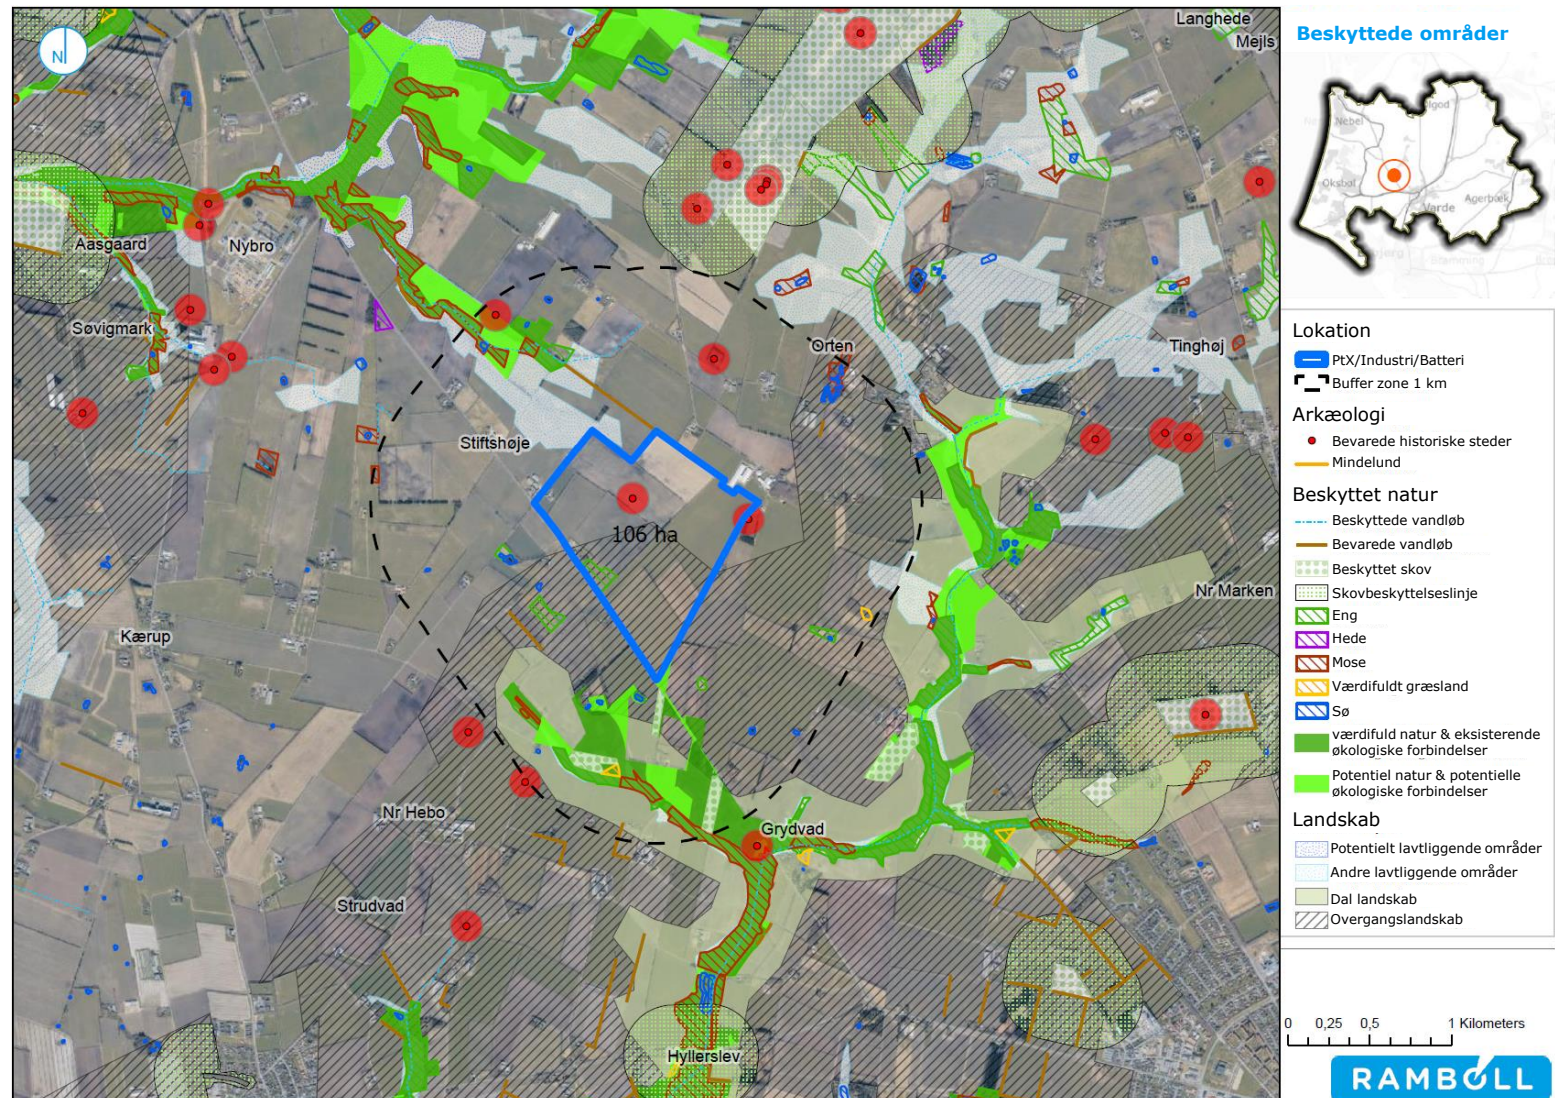 Langhede
Mejls
N
Aasgaard
Nybro
Søvigmark
Orten
Tinghøj
Stiftshøje
106 ha
Nr Marken
Kærup
Nr Hebo
Grydvad
Strudvad
Hyllerslev
Beskyttede områder
Nebel
Oksbøl
Varde
Agerbæk
Lokation
PtX/Industri/Batteri
Buffer zone 1 km
Arkæologi
Bevarede historiske steder
Mindelund
Beskyttet natur
Beskyttede vandløb
Bevarede vandløb
Beskyttet skov
Skovbeskyttelseslinje
Eng
Hede
Mose
Værdifuldt græsland
Sø
værdifuld natur & eksisterende
økologiske forbindelser
Potentiel natur & potentielle
økologiske forbindelser
Landskab
Potentielt lavtliggende områder
Andre lavtliggende områder
Dal landskab
Overgangslandskab
0 0,25 0,5 1 Kilometers
RAMBOLL